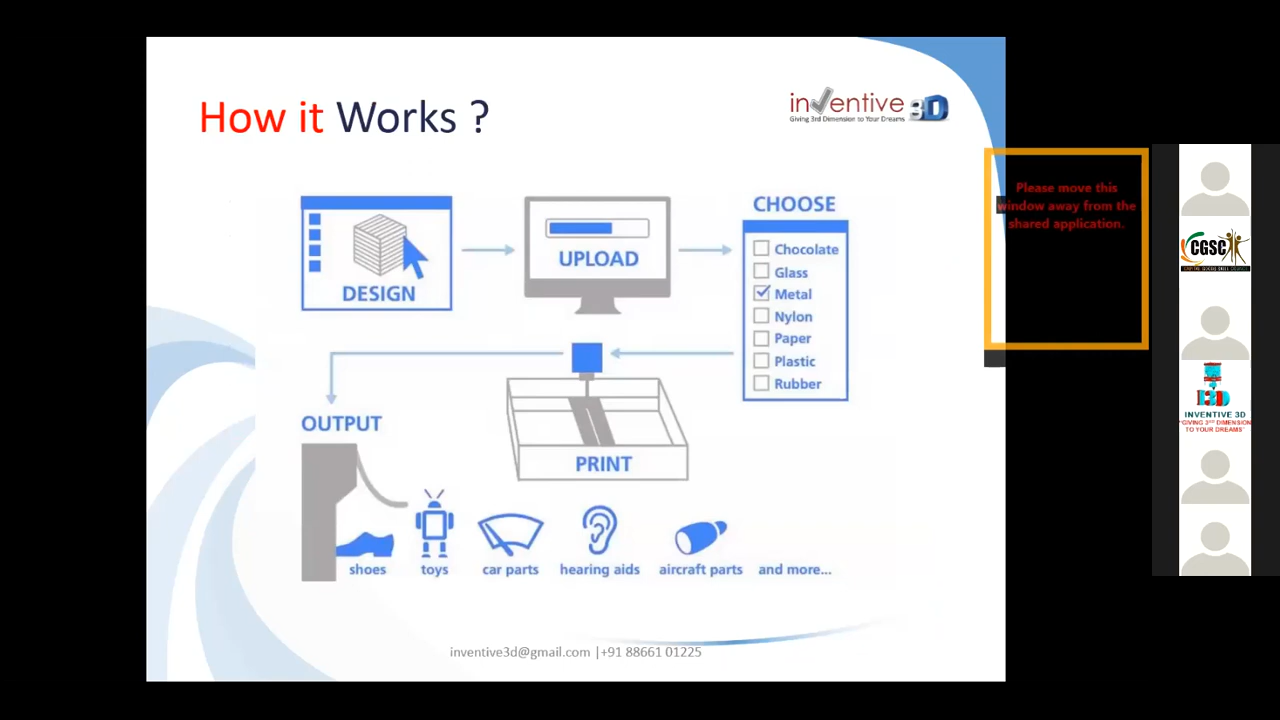 How it Works ?
inventive 3D
Giving 3rd Dimension to Your Dreams
DESIGN
UPLOAD
CHOOSE
Chocolate
Glass
Metal
Nylon
Paper
Plastic
Rubber
PRINT
OUTPUT
shoes
toys
car parts
hearing aids
aircraft parts
and more...
inventive3d@gmail.com |+91 88661 01225
Please move this
window away from the
shared application.
CGSC
INVENTIVE 3D
"GIVING 3RD DIMENSION
TO YOUR DREAMS"